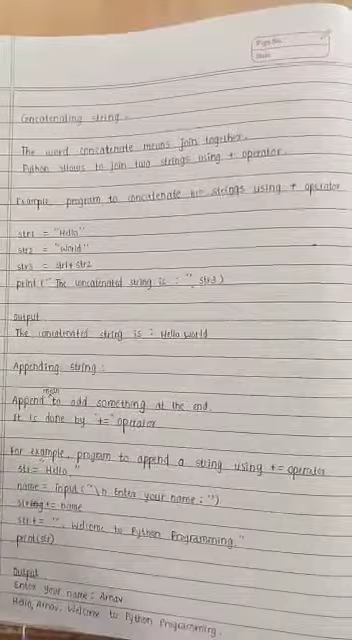 Page No.
Date
Concatenating string.
The word concatenate means join together.
Python allows to join two strings using + operator.
Example program to concatenate two strings using + operator
str1 = "Hello"
str2 = "World"
str3 = str1+str2
print(" The concatenated string is : ", str3)
Output
The concatenated string is : Hello world
Appending string :
mean
Append to add something at the end
It is done by "+=" operator
For example, program to append a string using += operator
str= "Hello "
name = input("\n Enter your name : ")
string += name
str+= ". Welcome to Python Programming."
print(str)
Output
Enter your name : Arnav
Hello, Arnav. Welcome to Python Programming.